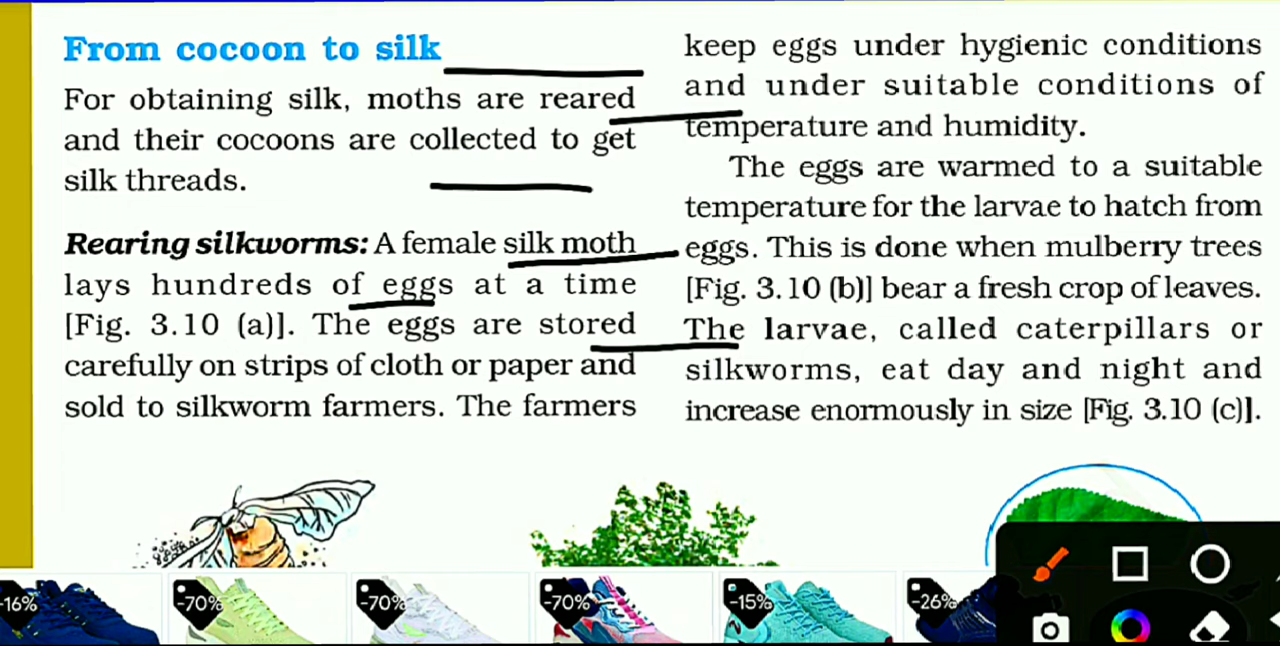 From cocoon to silk
For obtaining silk, moths are reared
and their cocoons are collected to get
silk threads.
Rearing silkworms: A female silk moth
lays hundreds of eggs at a time
[Fig. 3.10 (a)]. The eggs are stored
carefully on strips of cloth or paper and
sold to silkworm farmers. The farmers
keep eggs under hygienic conditions
and under suitable conditions of
temperature and humidity.
The eggs are warmed to a suitable
temperature for the larvae to hatch from
eggs. This is done when mulberry trees
[Fig. 3.10 (b)] bear a fresh crop of leaves.
The larvae, called caterpillars or
silkworms, eat day and night and
increase enormously in size [Fig. 3.10 (c)].
-16%
-70%
-70%
-70%
-15%
-26%